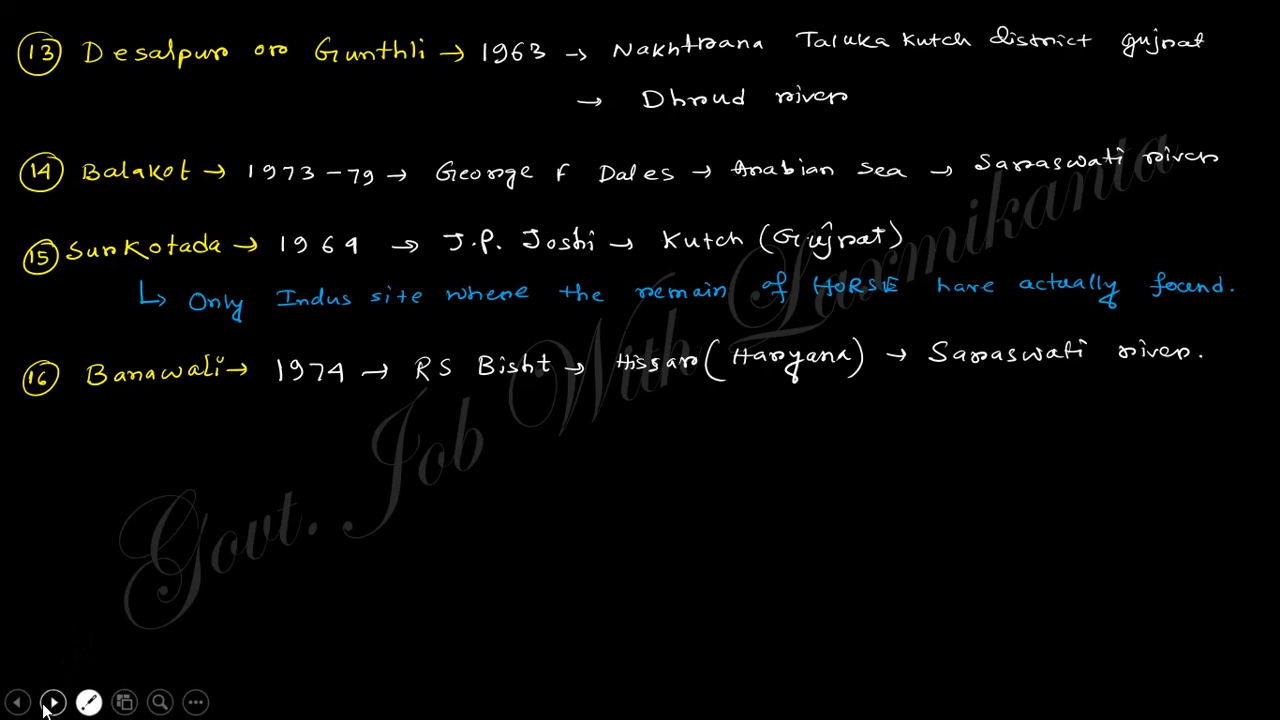 13 Desalpur or Gunthli → 1963 → Nakhtrana Taluka Kutch district gujrat
→ Dhrud river
14 Balakot → 1973-79 → George F Dales → Arabian sea → Saraswati river
15 Surkotada → 1964 → J.P. Joshi → Kutch (Gujrat)
↳ Only Indus site where the remain of HORSE have actually found.
16 Banawali → 1974 → RS Bisht → Hissar (Haryana) → Saraswati river.
Govt. Job With Laxmikanta